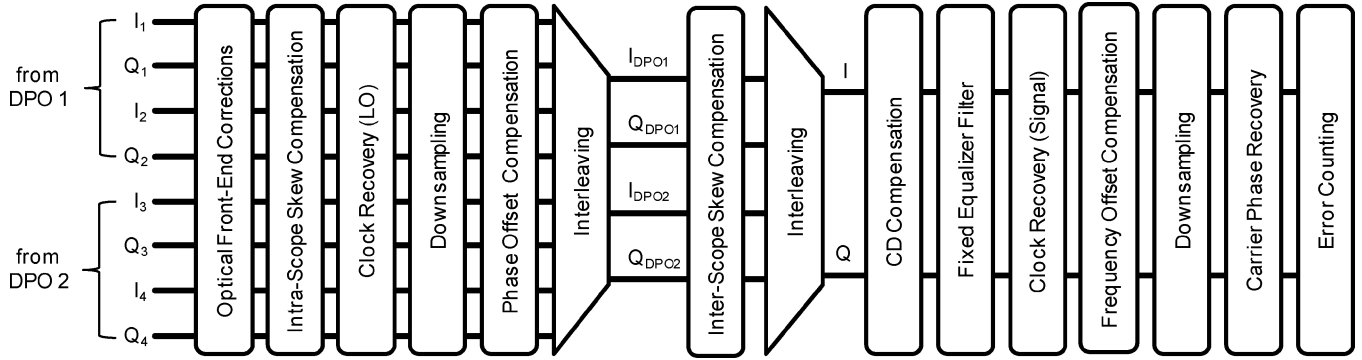 from
DPO 1
from
DPO 2
I1
Q1
I2
Q2
I3
Q3
I4
Q4
Optical Front-End Corrections
Intra-Scope Skew Compensation
Clock Recovery (LO)
Downsampling
Phase Offset Compensation
Interleaving
IDPO1
QDPO1
IDPO2
QDPO2
Inter-Scope Skew Compensation
Interleaving
I
Q
CD Compensation
Fixed Equalizer Filter
Clock Recovery (Signal)
Frequency Offset Compensation
Downsampling
Carrier Phase Recovery
Error Counting